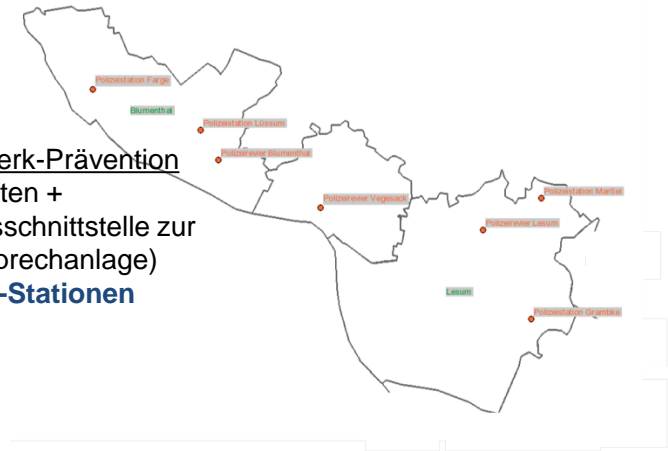 Polizeistation Farge
Blumenthal
Polizeistation Lüssum
Polizeirevier Blumenthal
erk-Prävention
ten +
sschnittstelle zur
orechanlage)
-Stationen
Polizeirevier Vegesack
Polizeistation Marßel
Polizeirevier Lesum
Lesum
Polizeistation Grambke